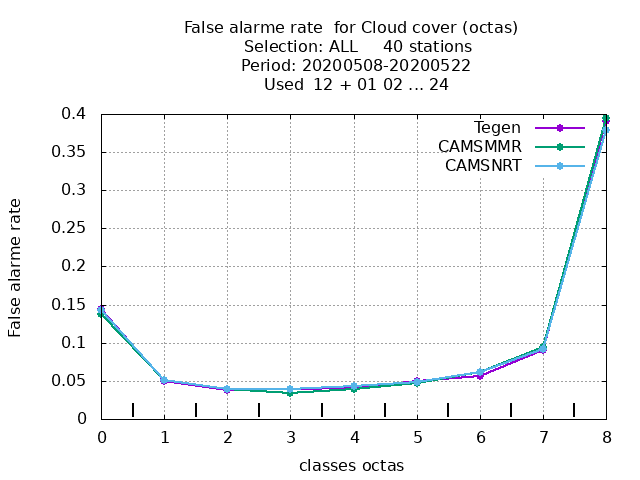 False alarme rate  for Cloud cover (octas)
Selection: ALL     40 stations
Period: 20200508-20200522
Used  12 + 01 02 ... 24
Tegen
CAMSMMR
CAMSNRT
0.4
0.35
0.3
0.25
0.2
0.15
0.1
0.05
0
False alarme rate
0 1 2 3 4 5 6 7 8
classes octas